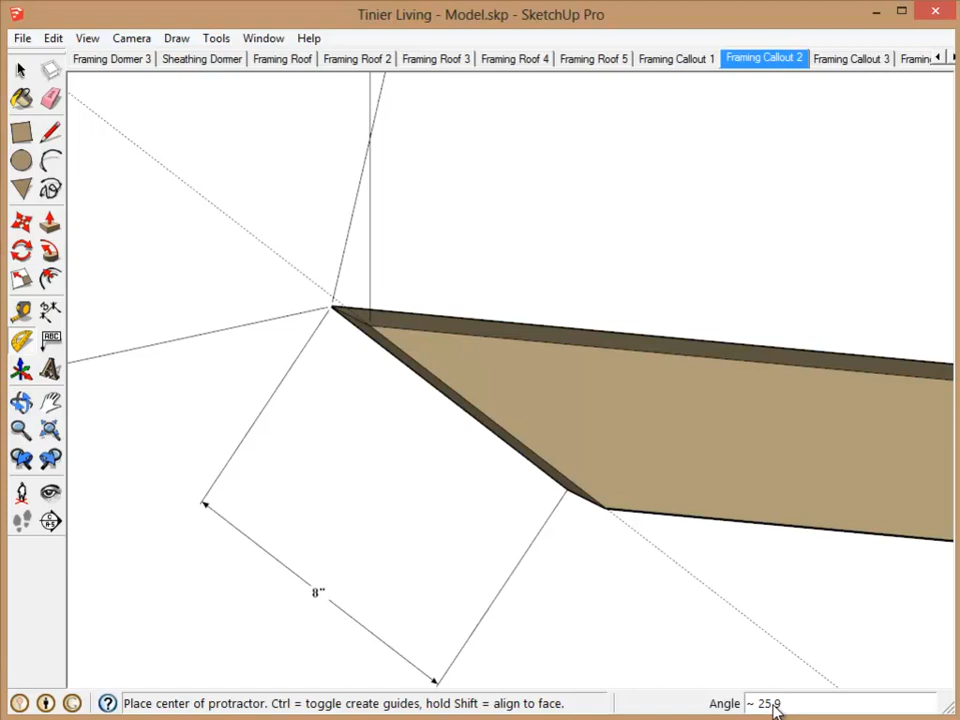 Tinier Living - Model.skp - SketchUp Pro
File Edit View Camera Draw Tools Window Help
Framing Dormer 3 Sheathing Dormer Framing Roof Framing Roof 2 Framing Roof 3 Framing Roof 4 Framing Roof 5 Framing Callout 1 Framing Callout 2 Framing Callout 3
ABC
8"
Place center of protractor. Ctrl = toggle create guides, hold Shift = align to face. Angle ~ 25.9